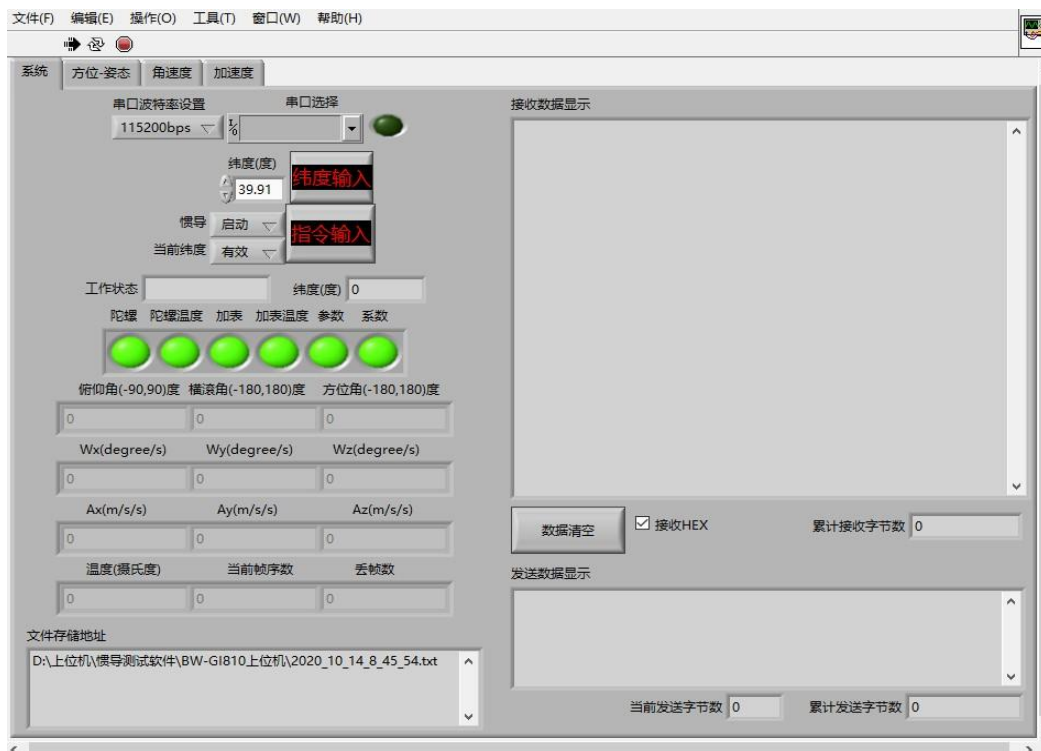 文件(F) 编辑(E) 操作(O) 工具(T) 窗口(W) 帮助(H)
系统 方位-姿态 角速度 加速度
串口波特率设置 串口选择
115200bps I/O
纬度(度)
39.91 纬度输入
惯导 启动 指令输入
当前纬度 有效
工作状态 纬度(度) 0
陀螺 陀螺温度 加表 加表温度 参数 系数
俯仰角(-90,90)度 横滚角(-180,180)度 方位角(-180,180)度
0 0 0
Wx(degree/s) Wy(degree/s) Wz(degree/s)
0 0 0
Ax(m/s/s) Ay(m/s/s) Az(m/s/s)
0 0 0
温度(摄氏度) 当前帧序数 丢帧数
0 0 0
文件存储地址
D:\上位机\惯导测试软件\BW-GI810上位机\2020_10_14_8_45_54.txt
接收数据显示
数据清空 接收HEX 累计接收字节数 0
发送数据显示
当前发送字节数 0 累计发送字节数 0